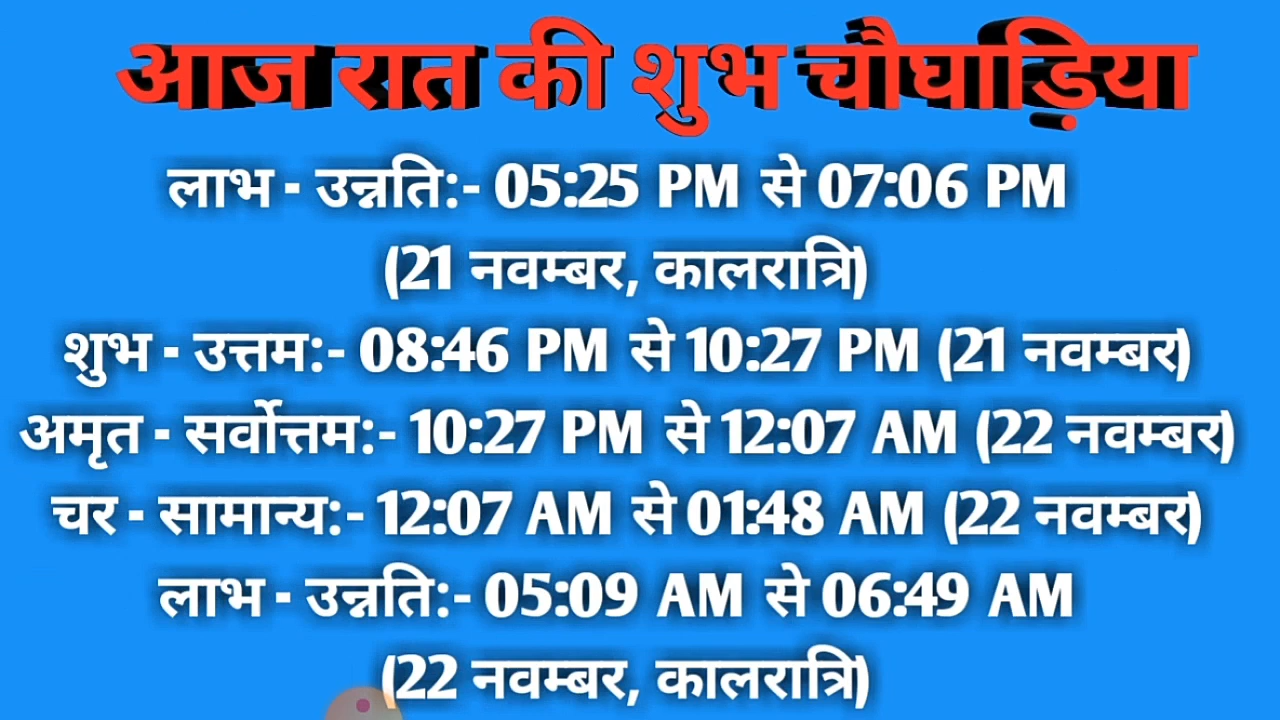 आज रात की शुभ चौघाड़िया
लाभ - उन्नति:- 05:25 PM से 07:06 PM
(21 नवम्बर, कालरात्रि)
शुभ - उत्तम:- 08:46 PM से 10:27 PM (21 नवम्बर)
अमृत - सर्वोत्तम:- 10:27 PM से 12:07 AM (22 नवम्बर)
चर - सामान्य:- 12:07 AM से 01:48 AM (22 नवम्बर)
लाभ - उन्नति:- 05:09 AM से 06:49 AM
(22 नवम्बर, कालरात्रि)